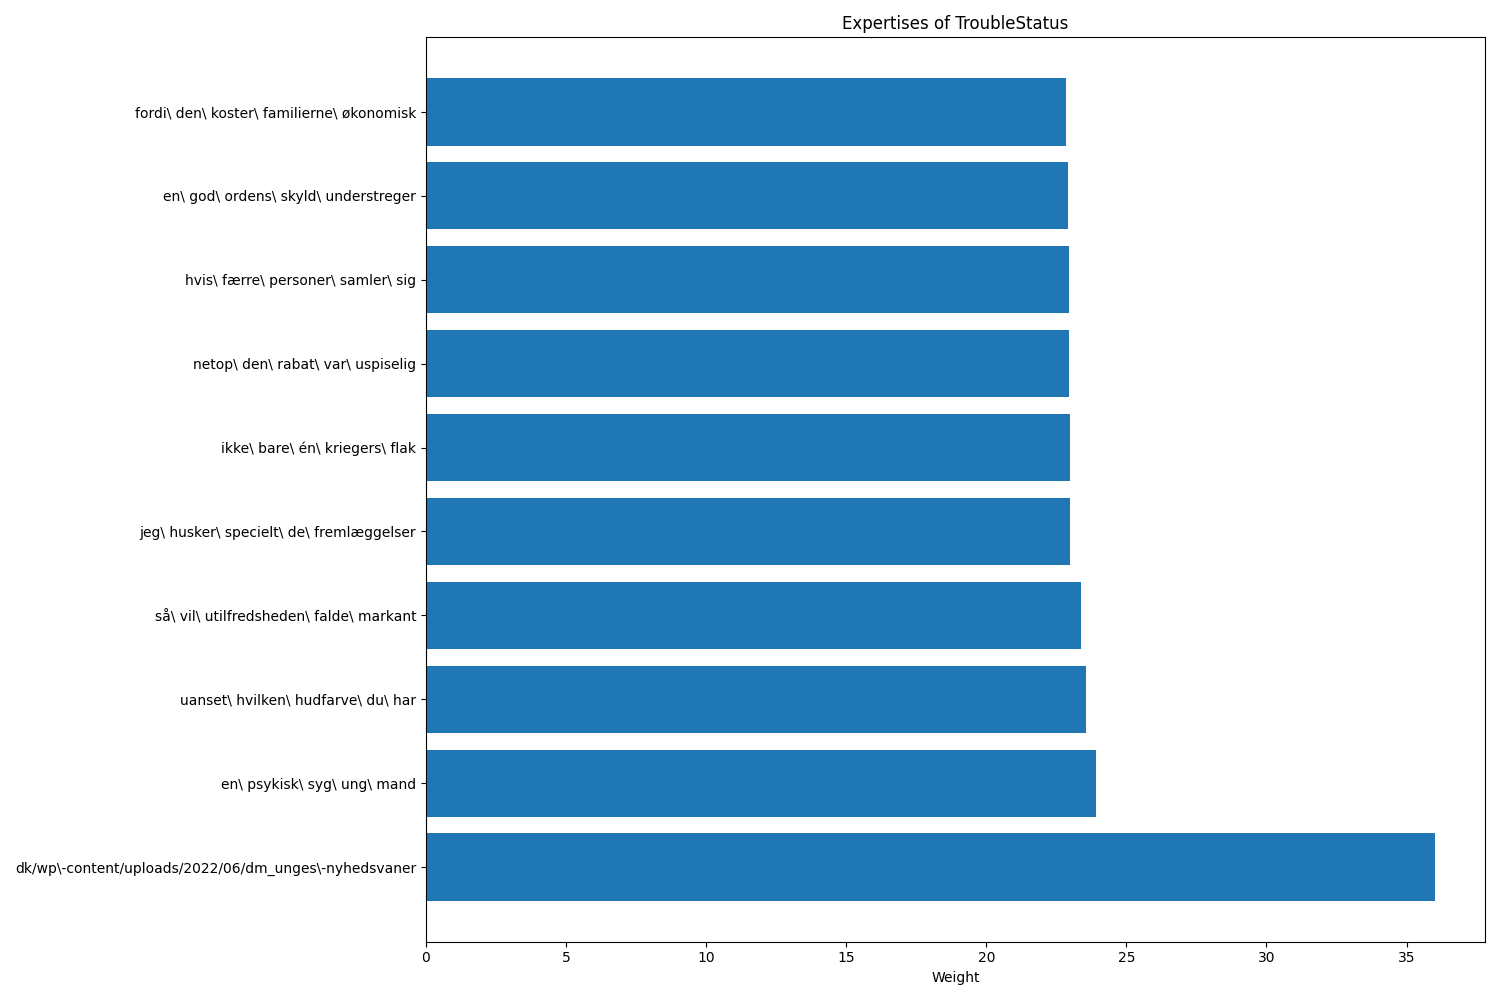 Expertises of TroubleStatus
fordi\ den\ koster\ familierne\ økonomisk
en\ god\ ordens\ skyld\ understreger
hvis\ færre\ personer\ samler\ sig
netop\ den\ rabat\ var\ uspiselig
ikke\ bare\ én\ kriegers\ flak
jeg\ husker\ specielt\ de\ fremlæggelser
så\ vil\ utilfredsheden\ falde\ markant
uanset\ hvilken\ hudfarve\ du\ har
en\ psykisk\ syg\ ung\ mand
dk/wp\-content/uploads/2022/06/dm_unges\-nyhedsvaner
0 5 10 15 20 25 30 35
Weight